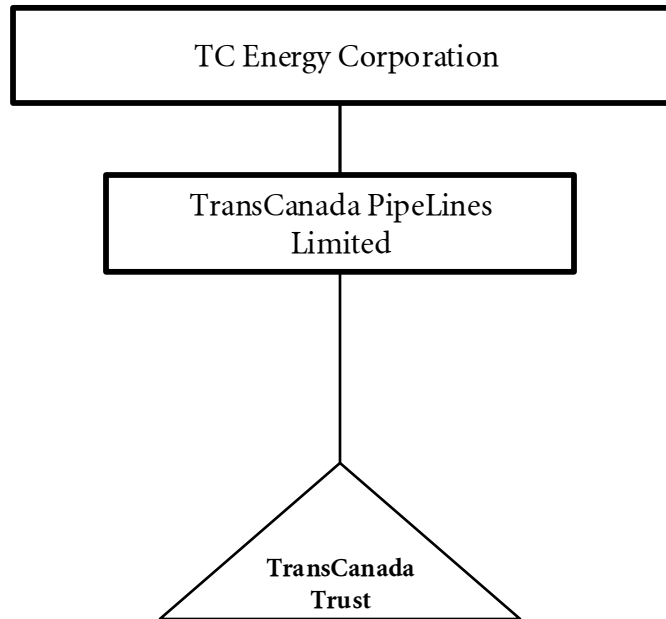 TC Energy Corporation
TransCanada PipeLines
Limited
TransCanada
Trust